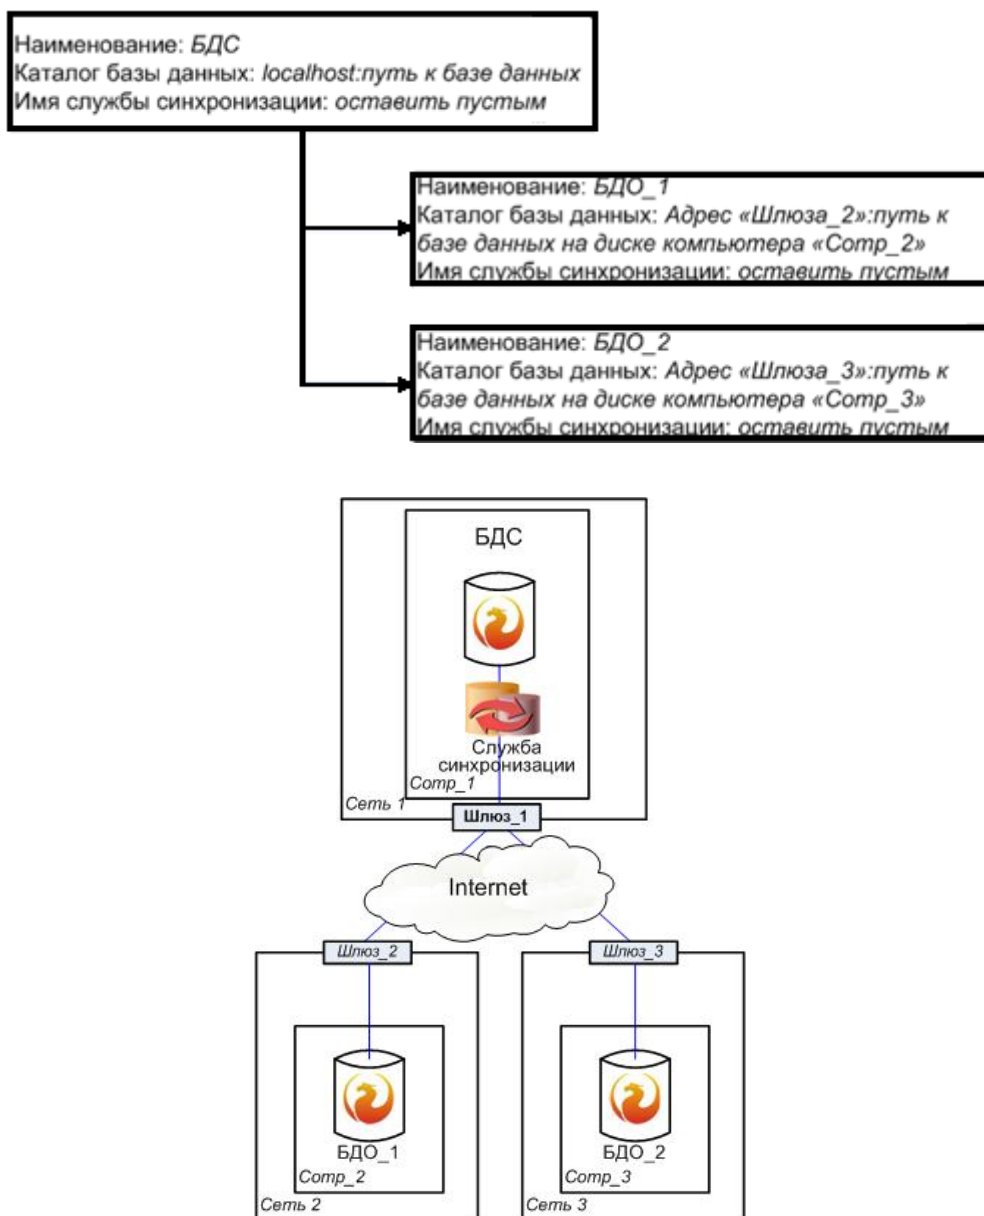 Наименование: БДС
Каталог базы данных: localhost:путь к базе данных
Имя службы синхронизации: оставить пустым
Наименование: БДО_1
Каталог базы данных: Адрес «Шлюза_2»:путь к
базе данных на диске компьютера «Comp_2»
Имя службы синхронизации: оставить пустым
Наименование: БДО_2
Каталог базы данных: Адрес «Шлюза_3»:путь к
базе данных на диске компьютера «Comp_3»
Имя службы синхронизации: оставить пустым
БДС
Служба
синхронизации
Comp_1
Сеть 1
Шлюз_1
Internet
Шлюз_2
Шлюз_3
БДО_1
БДО_2
Comp_2
Comp_3
Сеть 2
Сеть 3